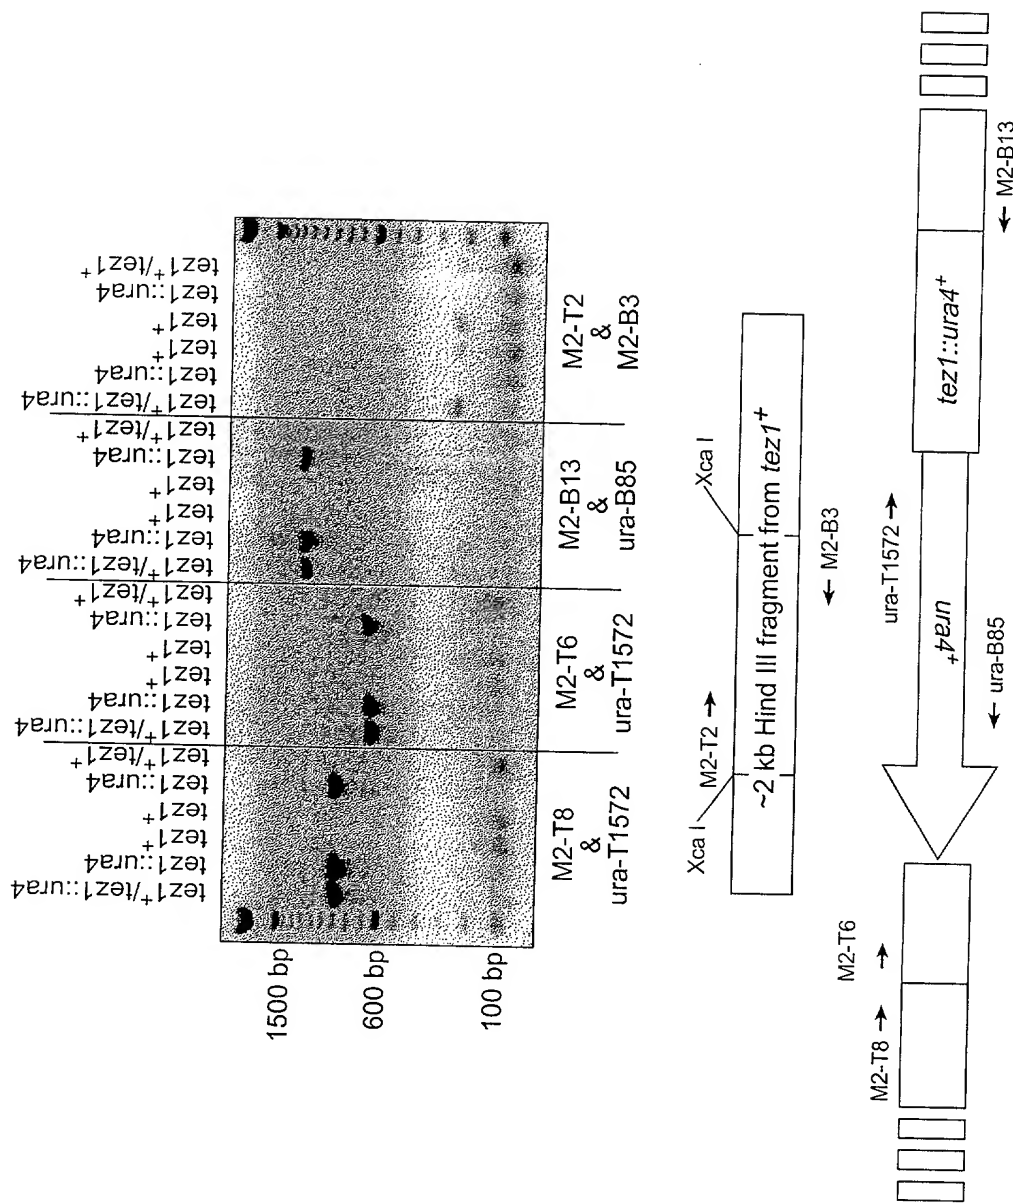 tez1+/tez1::ura4
tez1::ura4
tez1+
tez1+
tez1::ura4
tez1+/tez1+
tez1+/tez1::ura4
tez1::ura4
tez1+
tez1+
tez1::ura4
tez1+/tez1+
tez1+/tez1::ura4
tez1::ura4
tez1+
tez1+
tez1::ura4
tez1+/tez1+
tez1+/tez1::ura4
tez1::ura4
tez1+
tez1+
tez1::ura4
tez1+/tez1+
1500 bp
600 bp
100 bp
M2-T8
&
ura-T1572
M2-T6
&
ura-T1572
M2-B13
&
ura-B85
M2-T2
&
M2-B3
Xca I
M2-T2
Xca I
~2 kb Hind III fragment from tez1+
M2-B3
M2-T8
M2-T6
ura-T1572
ura4+
tez1::ura4+
ura-B85
M2-B13